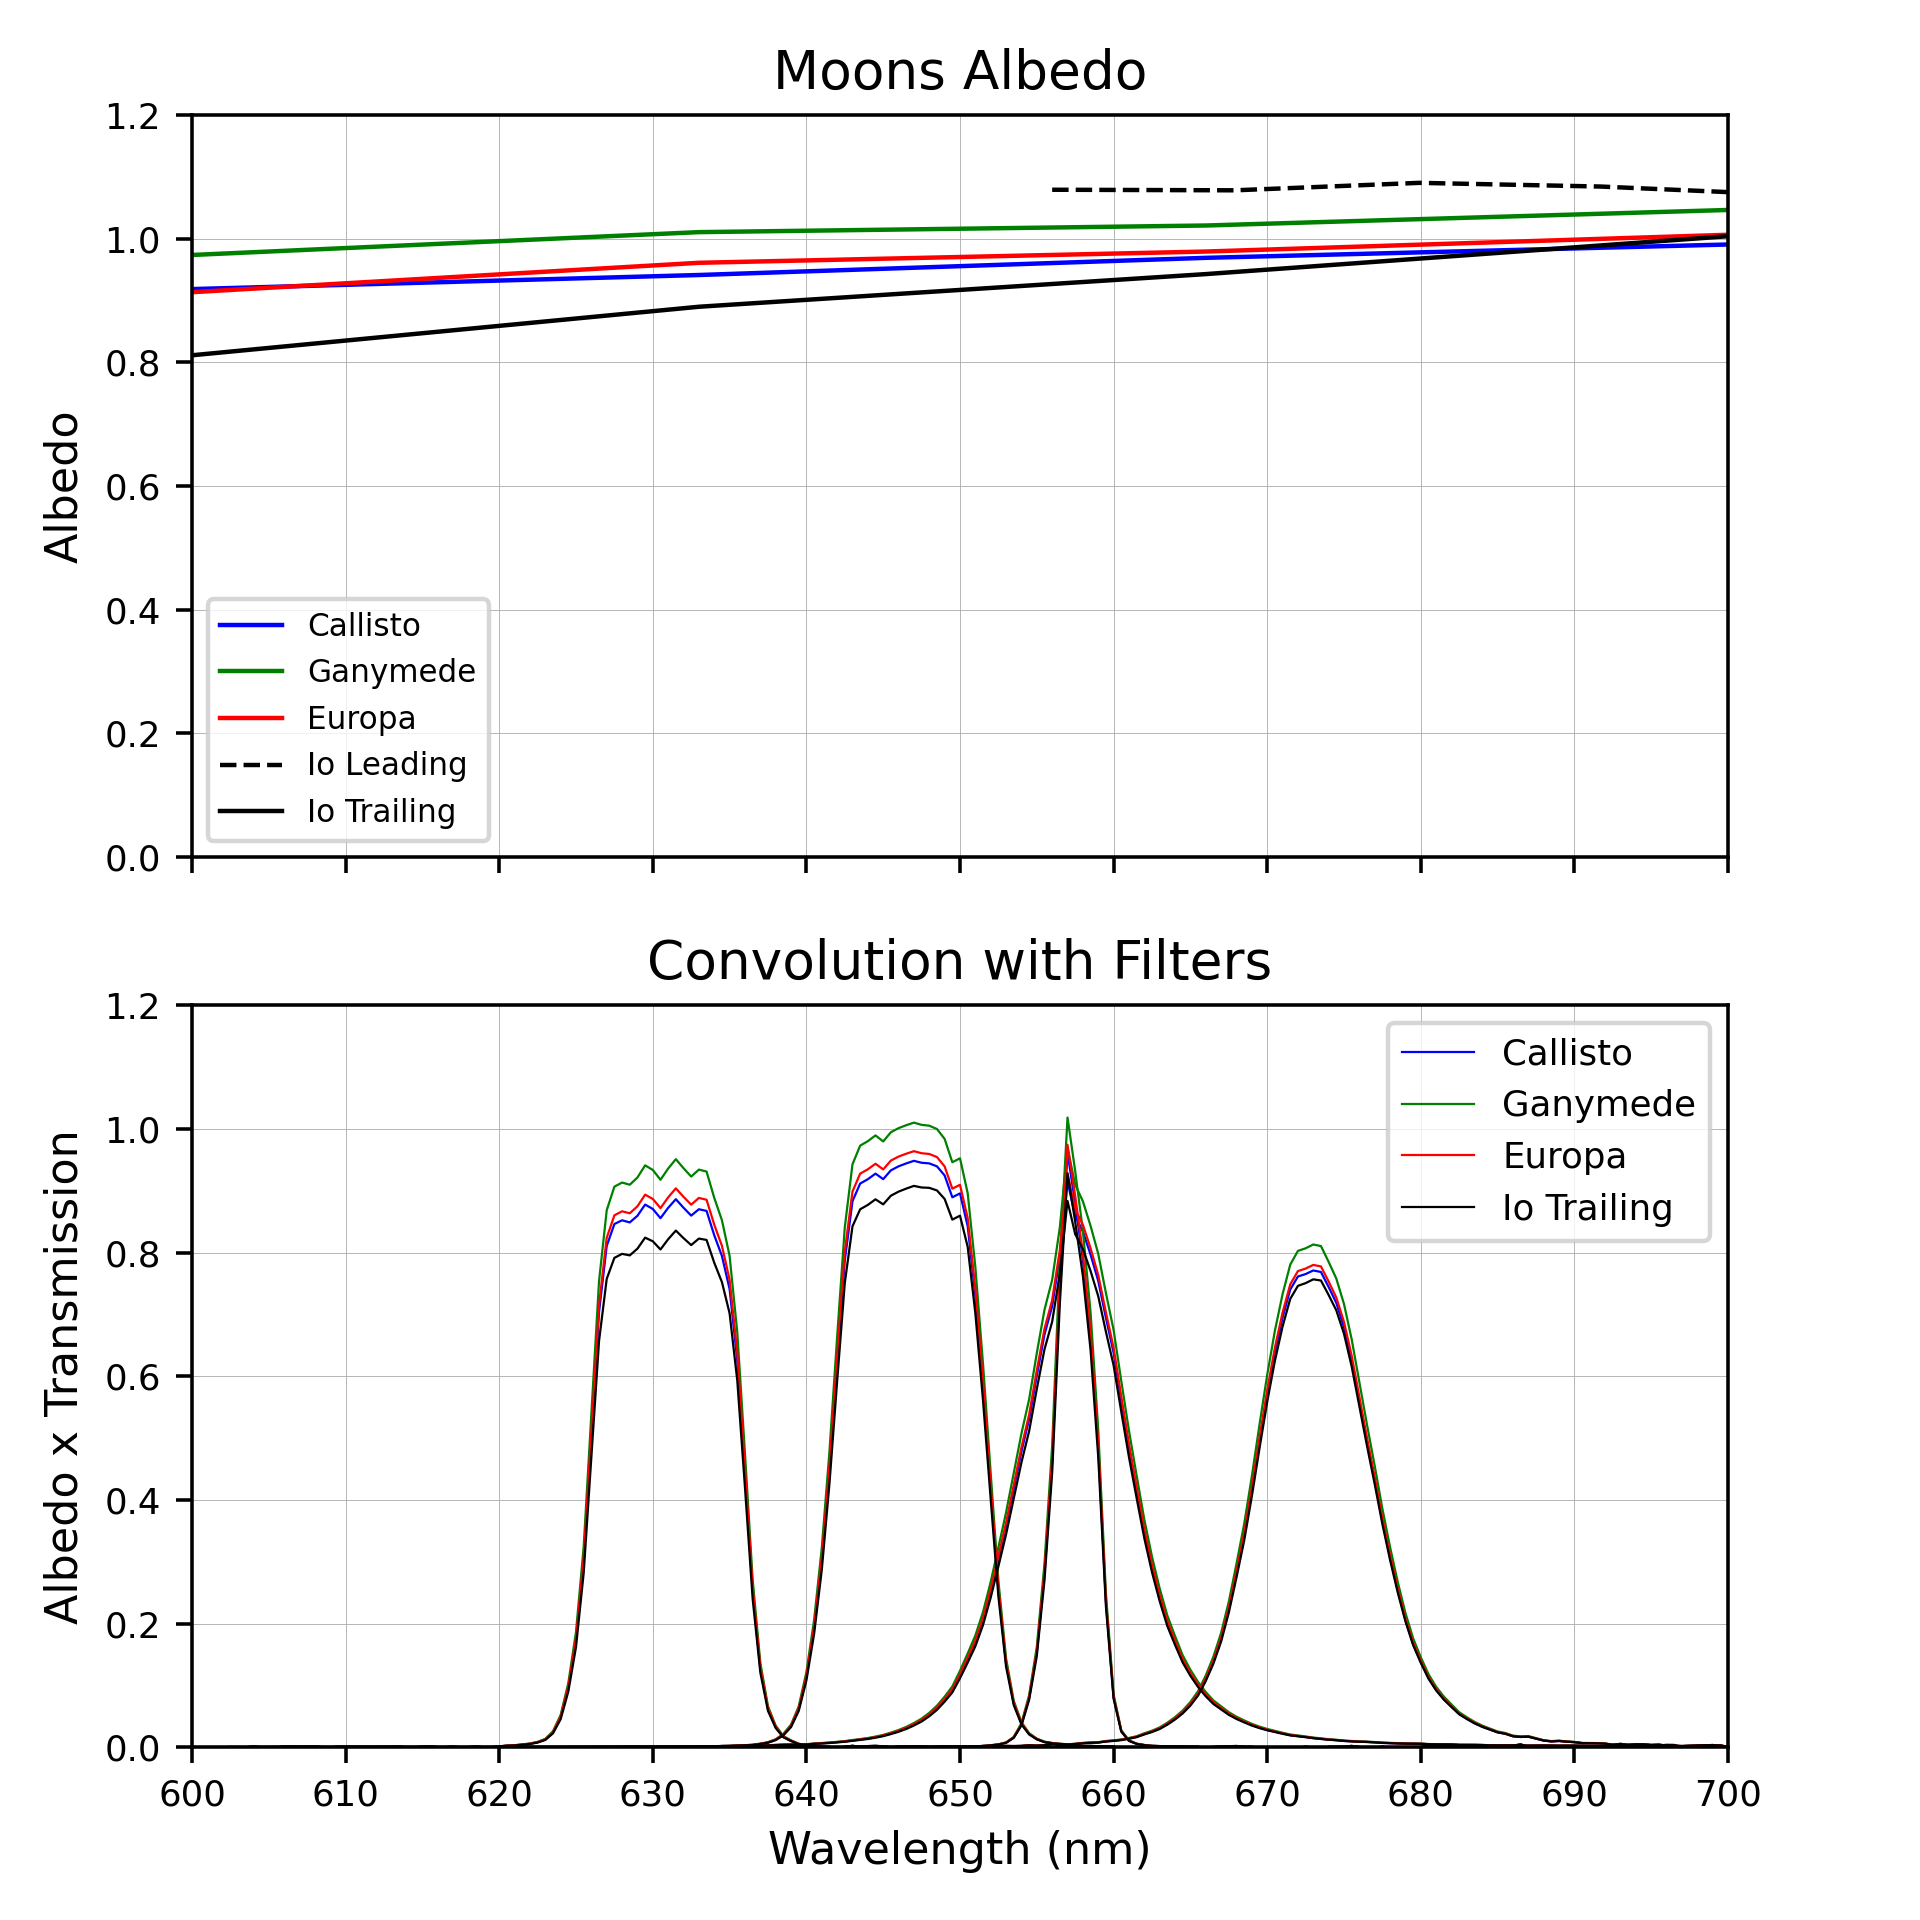 Moons Albedo
1.2
1.0
0.8
0.6
0.4
0.2
0.0
Albedo
Callisto
Ganymede
Europa
Io Leading
Io Trailing
Convolution with Filters
1.2
1.0
0.8
0.6
0.4
0.2
0.0
Albedo x Transmission
Callisto
Ganymede
Europa
Io Trailing
600 610 620 630 640 650 660 670 680 690 700
Wavelength (nm)